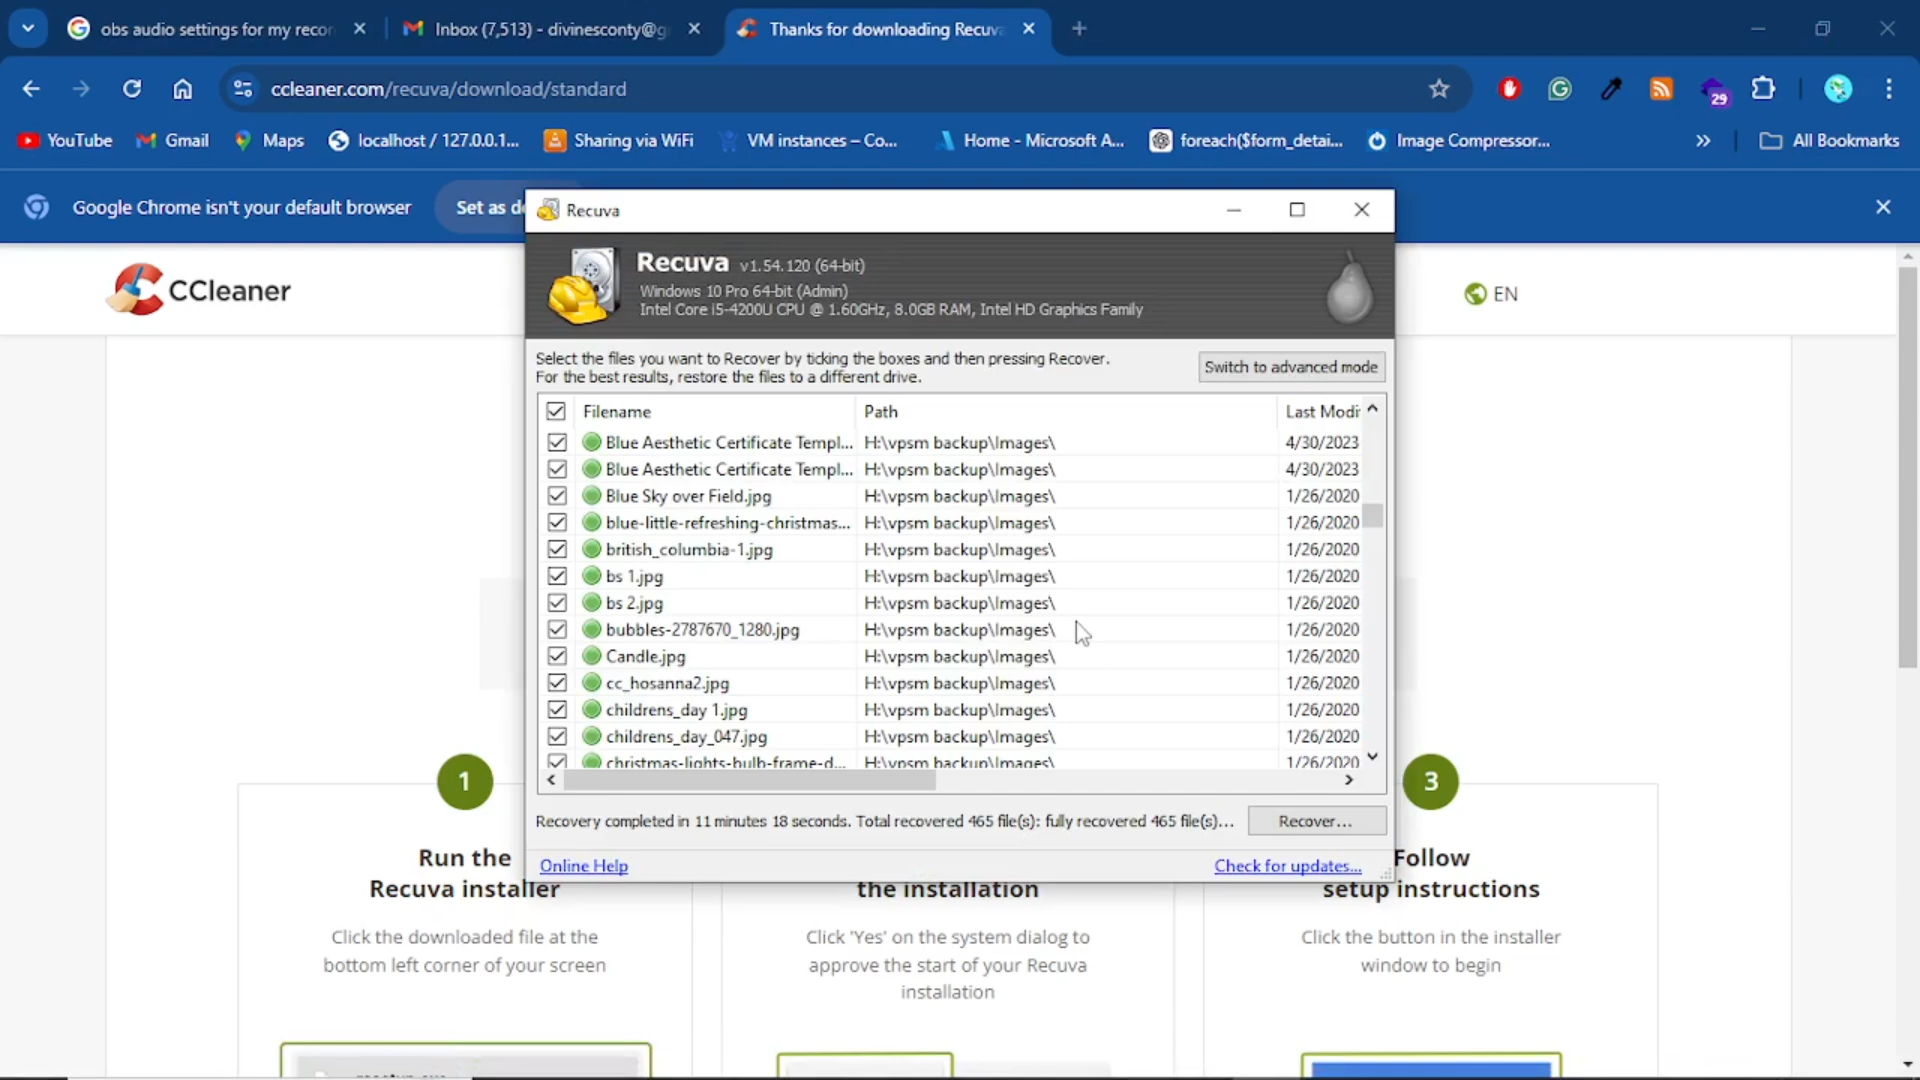 obs audio settings for my recor
Inbox (7,513) - divinesconty@g
Thanks for downloading Recuva
ccleaner.com/recuva/download/standard
29
YouTube
Gmail
Maps
localhost / 127.0.0.1...
Sharing via WiFi
VM instances – Co...
Home - Microsoft A...
foreach($form_detai...
Image Compressor...
All Bookmarks
Google Chrome isn't your default browser
Set as de
CCleaner
EN
Recuva
Recuva v1.54.120 (64-bit)
Windows 10 Pro 64-bit (Admin)
Intel Core i5-4200U CPU @ 1.60GHz, 8.0GB RAM, Intel HD Graphics Family
Select the files you want to Recover by ticking the boxes and then pressing Recover.
For the best results, restore the files to a different drive.
Switch to advanced mode
Filename Path Last Modif
Blue Aesthetic Certificate Templ... H:\vpsm backup\Images\ 4/30/2023
Blue Aesthetic Certificate Templ... H:\vpsm backup\Images\ 4/30/2023
Blue Sky over Field.jpg H:\vpsm backup\Images\ 1/26/2020
blue-little-refreshing-christmas... H:\vpsm backup\Images\ 1/26/2020
british_columbia-1.jpg H:\vpsm backup\Images\ 1/26/2020
bs 1.jpg H:\vpsm backup\Images\ 1/26/2020
bs 2.jpg H:\vpsm backup\Images\ 1/26/2020
bubbles-2787670_1280.jpg H:\vpsm backup\Images\ 1/26/2020
Candle.jpg H:\vpsm backup\Images\ 1/26/2020
cc_hosanna2.jpg H:\vpsm backup\Images\ 1/26/2020
childrens_day 1.jpg H:\vpsm backup\Images\ 1/26/2020
childrens_day_047.jpg H:\vpsm backup\Images\ 1/26/2020
christmas-lights-bulb-frame-d... H:\vpsm backup\Images\ 1/26/2020
Recovery completed in 11 minutes 18 seconds. Total recovered 465 file(s): fully recovered 465 file(s)...
Recover...
Online Help
Check for updates...
1
Run the
Recuva installer
Click the downloaded file at the
bottom left corner of your screen
the installation
Click 'Yes' on the system dialog to
approve the start of your Recuva
installation
3
Follow
setup instructions
Click the button in the installer
window to begin